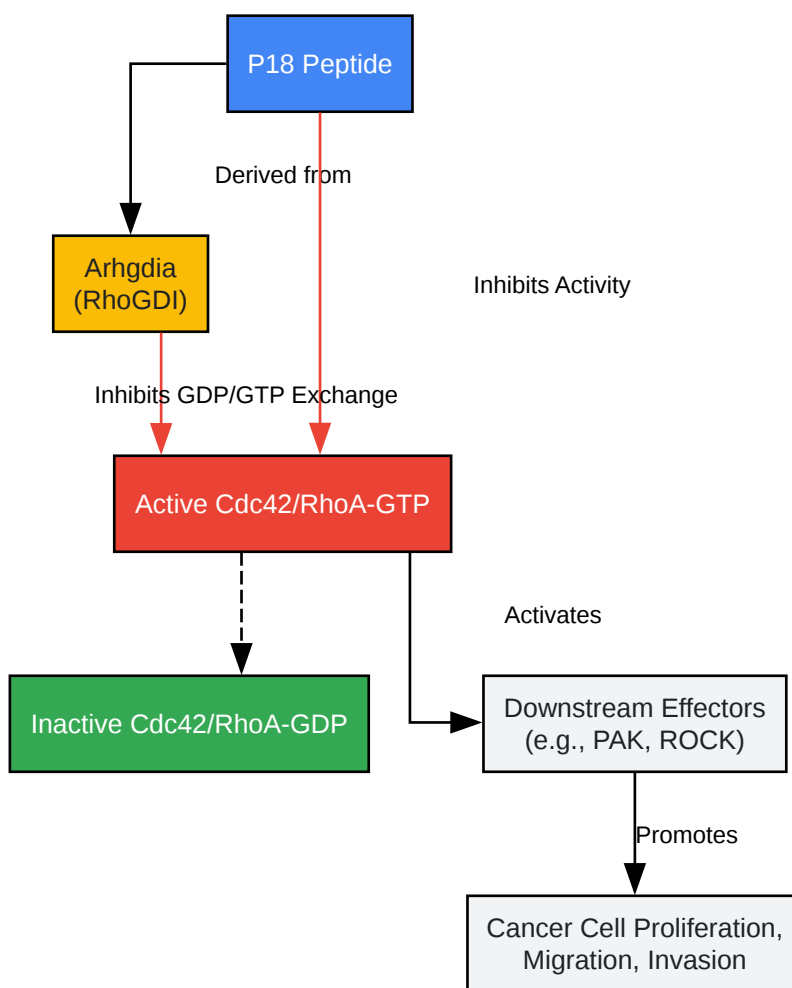 P18 Peptide
Derived from
Arhgdia
(RhoGDI)
Inhibits Activity
Inhibits GDP/GTP Exchange
Active Cdc42/RhoA-GTP
Activates
Inactive Cdc42/RhoA-GDP
Downstream Effectors
(e.g., PAK, ROCK)
Promotes
Cancer Cell Proliferation,
Migration, Invasion